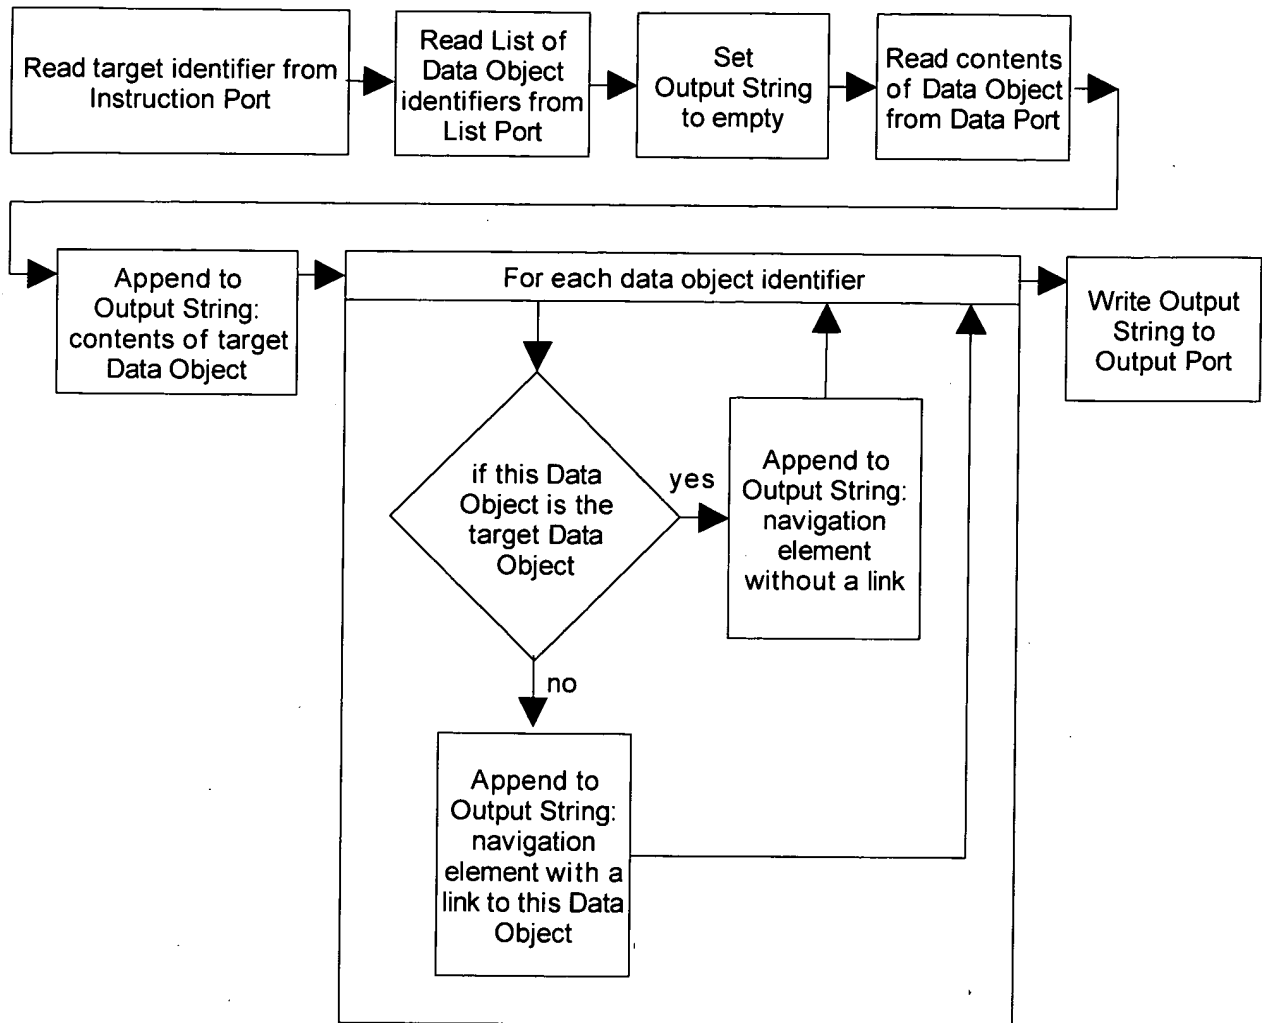 Read target identifier from
Instruction Port
Read List of
Data Object
identifiers from
List Port
Set
Output String
to empty
Read contents
of Data Object
from Data Port
Append to
Output String:
contents of target
Data Object
For each data object identifier
if this Data
Object is the
target Data
Object
yes
Append to
Output String:
navigation
element
without a link
no
Append to
Output String:
navigation
element with a
link to this Data
Object
Write Output
String to
Output Port